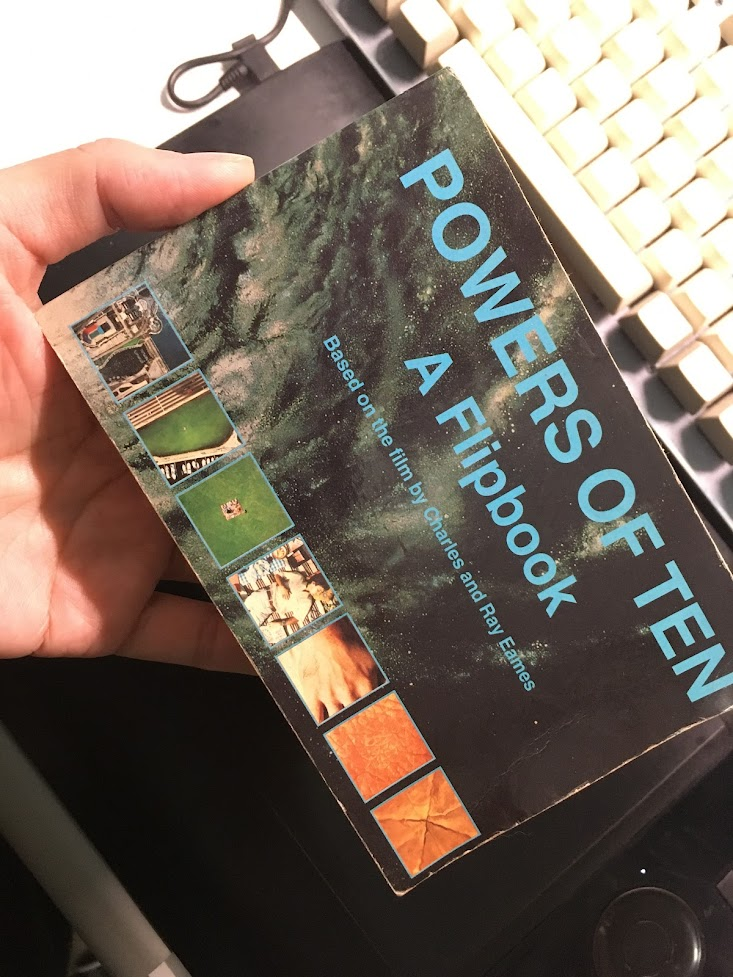 POWERS OF TEN
A Flipbook
Based on the film by Charles and Ray Eames